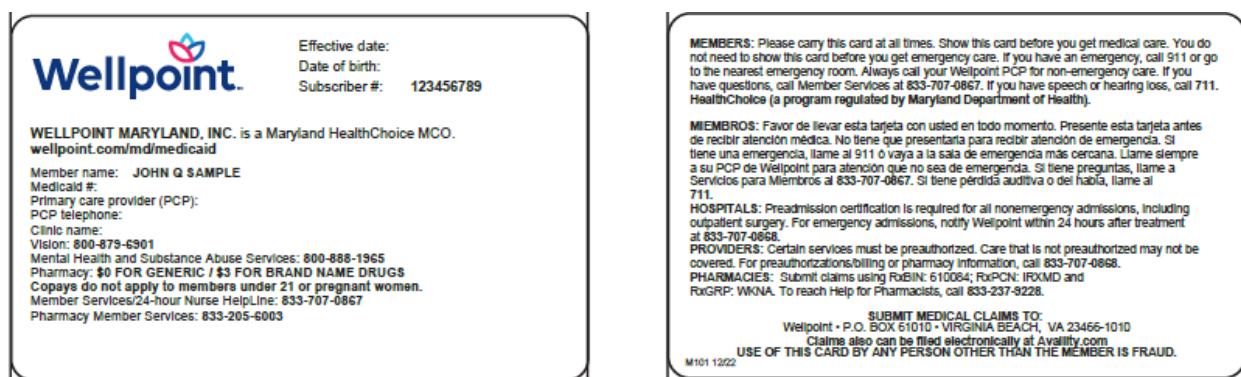 Wellpoint
Effective date:
Date of birth:
Subscriber #: 123456789
WELLPOINT MARYLAND, INC. is a Maryland HealthChoice MCO.
wellpoint.com/md/medicaid
Member name: JOHN Q SAMPLE
Medicaid #:
Primary care provider (PCP):
PCP telephone:
Clinic name:
Vision: 800-879-6901
Mental Health and Substance Abuse Services: 800-888-1965
Pharmacy: $0 FOR GENERIC / $3 FOR BRAND NAME DRUGS
Copays do not apply to members under 21 or pregnant women.
Member Services/24-hour Nurse HelpLine: 833-707-0867
Pharmacy Member Services: 833-205-6003
MEMBERS: Please carry this card at all times. Show this card before you get medical care. You do
not need to show this card before you get emergency care. If you have an emergency, call 911 or go
to the nearest emergency room. Always call your Wellpoint PCP for non-emergency care. If you
have questions, call Member Services at 833-707-0867. If you have speech or hearing loss, call 711.
HealthChoice (a program regulated by Maryland Department of Health).
MIEMBROS: Favor de llevar esta tarjeta con usted en todo momento. Presente esta tarjeta antes
de recibir atención médica. No tiene que presentarla para recibir atención de emergencia. Si
tiene una emergencia, llame al 911 ó vaya a la sala de emergencia más cercana. Llame siempre
a su PCP de Wellpoint para atención que no sea de emergencia. Si tiene preguntas, llame a
Servicios para Miembros al 833-707-0867. Si tiene pérdida auditiva o del habla, llame al
711.
HOSPITALS: Preadmission certification is required for all nonemergency admissions, including
outpatient surgery. For emergency admissions, notify Wellpoint within 24 hours after treatment
at 833-707-0868.
PROVIDERS: Certain services must be preauthorized. Care that is not preauthorized may not be
covered. For preauthorizations/billing or pharmacy information, call 833-707-0868.
PHARMACIES: Submit claims using RxBIN: 610084; RxPCN: IRXMD and
RxGRP: WKNA. To reach Help for Pharmacists, call 833-237-9228.
SUBMIT MEDICAL CLAIMS TO:
Wellpoint • P.O. BOX 61010 • VIRGINIA BEACH, VA 23466-1010
Claims also can be filed electronically at Availity.com
USE OF THIS CARD BY ANY PERSON OTHER THAN THE MEMBER IS FRAUD.
M101 12/22